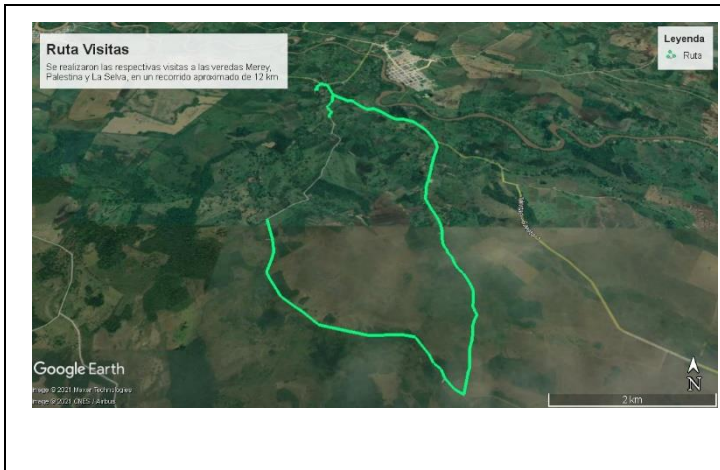 Ruta Visitas
Se realizaron las respectivas visitas a las veredas Merey,
Palestina y La Selva, en un recorrido aproximado de 12 km
Leyenda
Ruta
Google Earth
Image © 2021 Maxar Technologies
Image © 2021 CNES / Airbus
N
2 km